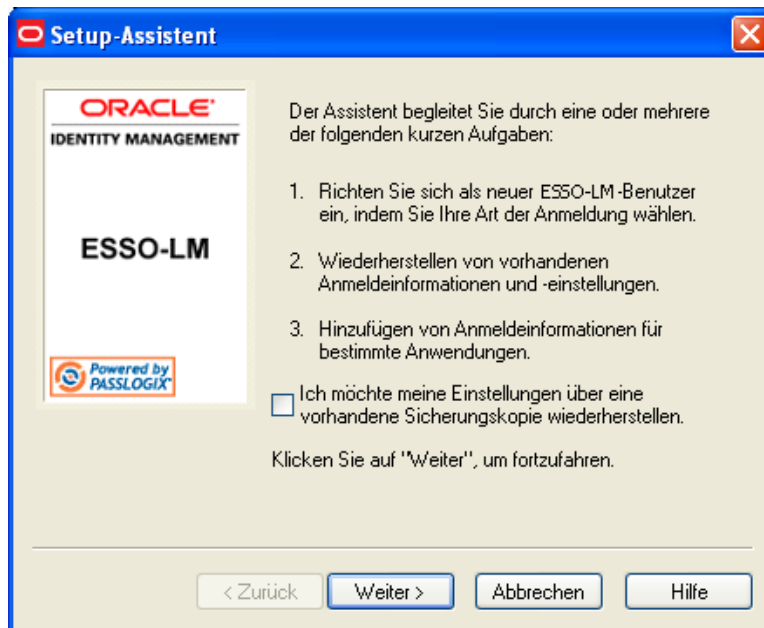 Setup-Assistent
ORACLE
IDENTITY MANAGEMENT
ESSO-LM
Powered by
PASSLOGIX
Der Assistent begleitet Sie durch eine oder mehrere
der folgenden kurzen Aufgaben:
1. Richten Sie sich als neuer ESSO-LM-Benutzer
ein, indem Sie Ihre Art der Anmeldung wählen.
2. Wiederherstellen von vorhandenen
Anmeldeinformationen und -einstellungen.
3. Hinzufügen von Anmeldeinformationen für
bestimmte Anwendungen.
Ich möchte meine Einstellungen über eine
vorhandene Sicherungskopie wiederherstellen.
Klicken Sie auf "Weiter", um fortzufahren.
< Zurück
Weiter >
Abbrechen
Hilfe